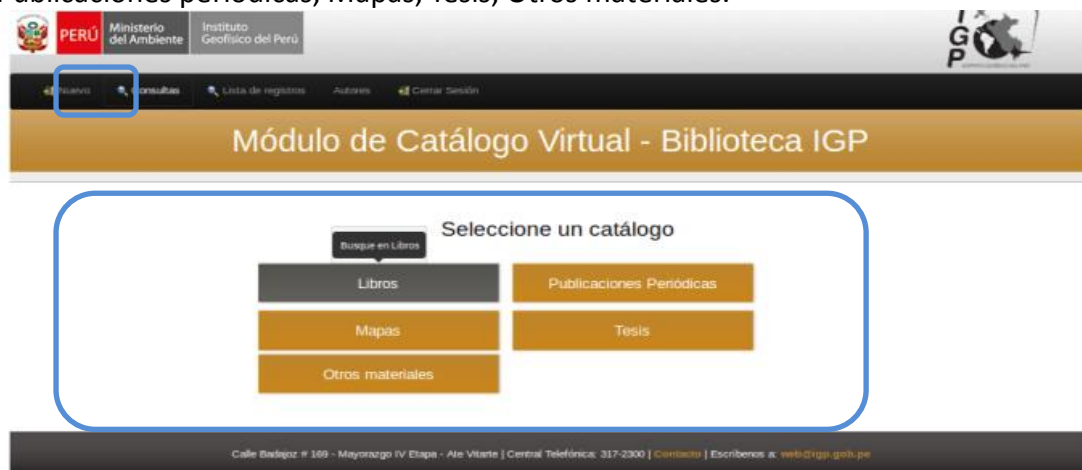 Publicaciones periódicas, Mapas, Tesis, Otros materiales.
PERÚ Ministerio del Ambiente Instituto Geofísico del Perú
IGP
Nuevo Consultas Lista de registros Autores Cerrar Sesión
Módulo de Catálogo Virtual - Biblioteca IGP
Seleccione un catálogo
Busque en Libros
Libros Publicaciones Periódicas
Mapas Tesis
Otros materiales
Calle Badajoz # 169 - Mayorazgo IV Etapa - Ate Vitarte | Central Telefónica: 317-2300 | Contacto | Escríbenos a: web@igp.gob.pe